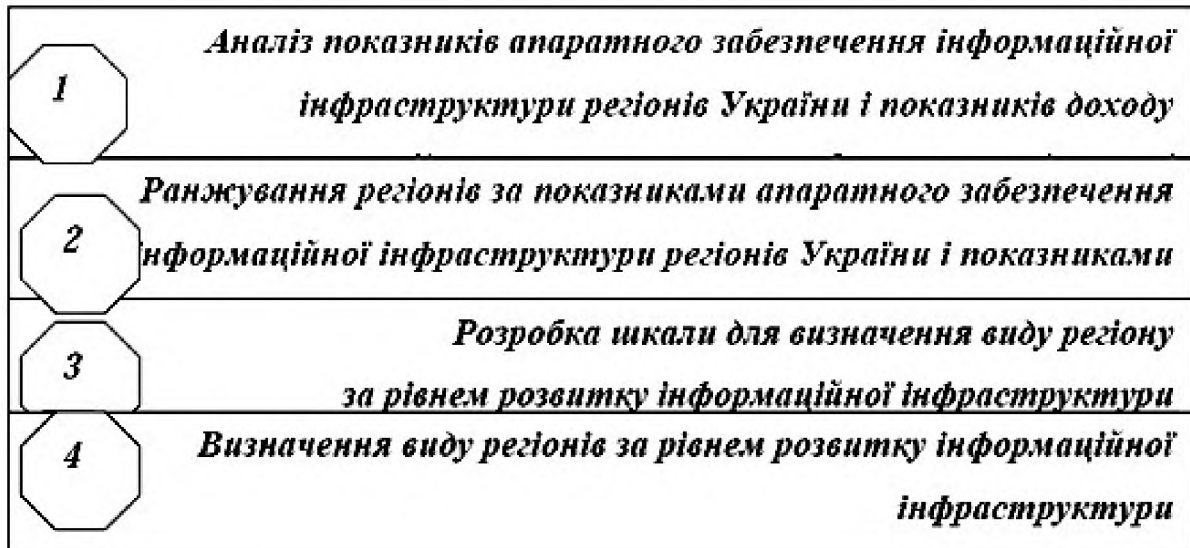 1
Аналіз показників апаратного забезпечення інформаційної
інфраструктури регіонів України і показників доходу
2
Ранжування регіонів за показниками апаратного забезпечення
інформаційної інфраструктури регіонів України і показниками
3
Розробка шкали для визначення виду регіону
за рівнем розвитку інформаційної інфраструктури
4
Визначення виду регіонів за рівнем розвитку інформаційної
інфраструктури